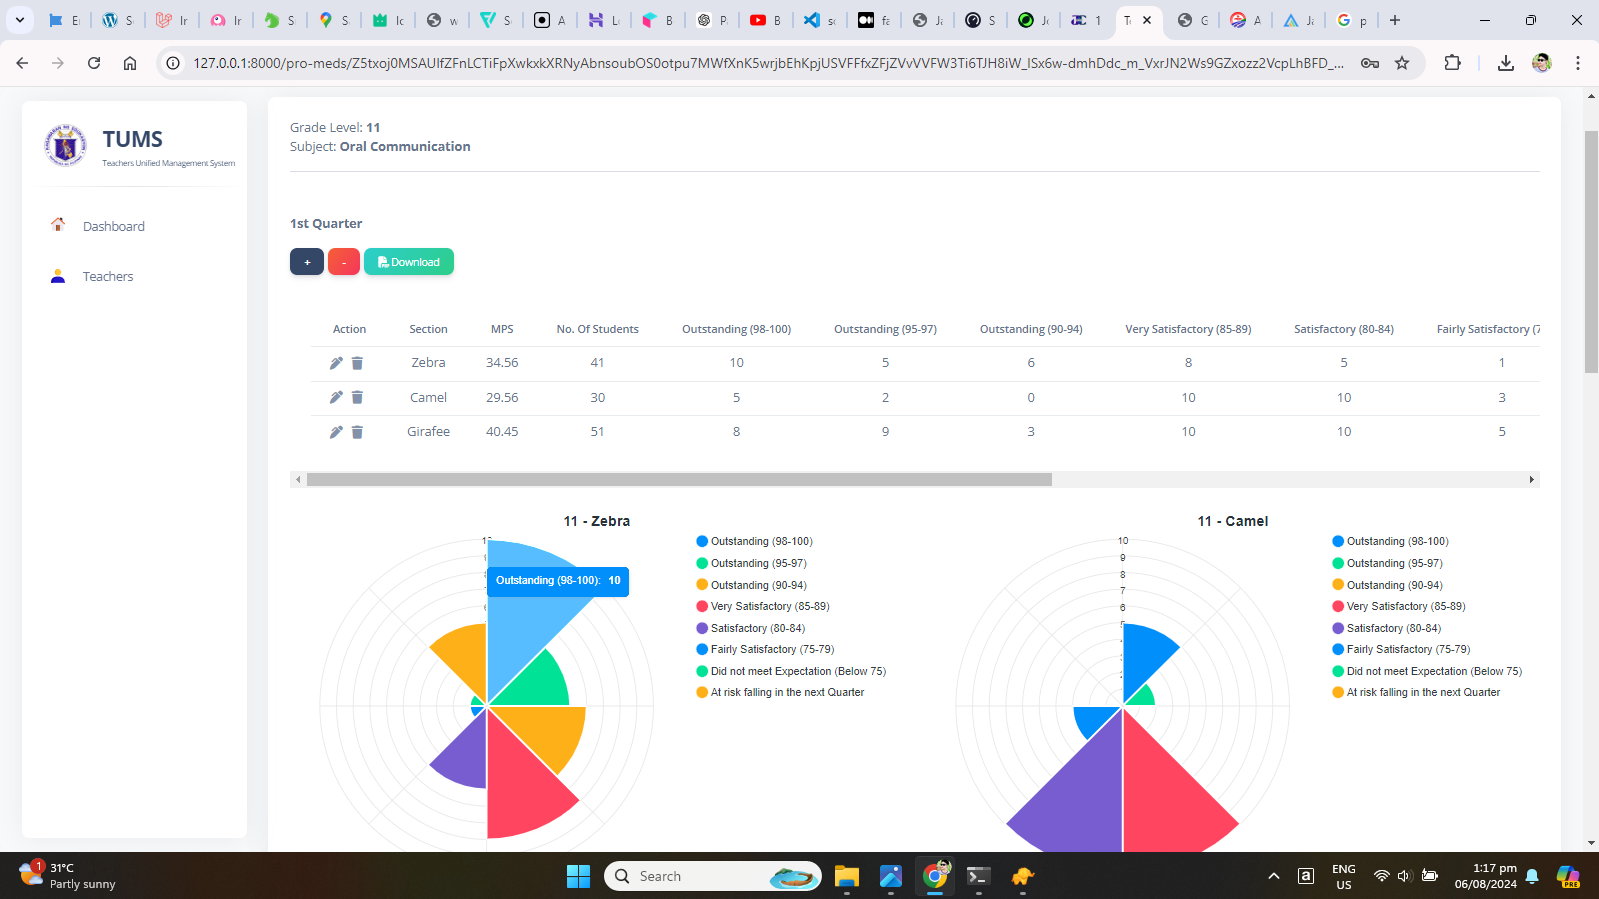 127.0.0.1:8000/pro-meds/
TUMS
Teachers Unified Management System
Dashboard
Teachers
Grade Level: 11
Subject: Oral Communication
1st Quarter
+ - Download
Action Section MPS No. Of Students Outstanding (98-100) Outstanding (95-97) Outstanding (90-94) Very Satisfactory (85-89) Satisfactory (80-84) Fairly Satisfactory (7
Zebra 34.56 41 10 5 6 8 5 1
Camel 29.56 30 5 2 0 10 10 3
Girafee 40.45 51 8 9 3 10 10 5
11 - Zebra
Outstanding (98-100): 10
Outstanding (98-100)
Outstanding (95-97)
Outstanding (90-94)
Very Satisfactory (85-89)
Satisfactory (80-84)
Fairly Satisfactory (75-79)
Did not meet Expectation (Below 75)
At risk falling in the next Quarter
11 - Camel
10
9
8
7
6
Outstanding (98-100)
Outstanding (95-97)
Outstanding (90-94)
Very Satisfactory (85-89)
Satisfactory (80-84)
Fairly Satisfactory (75-79)
Did not meet Expectation (Below 75)
At risk falling in the next Quarter
1
31°C
Partly sunny
Search
ENG
US
1:17 pm
06/08/2024
PRE